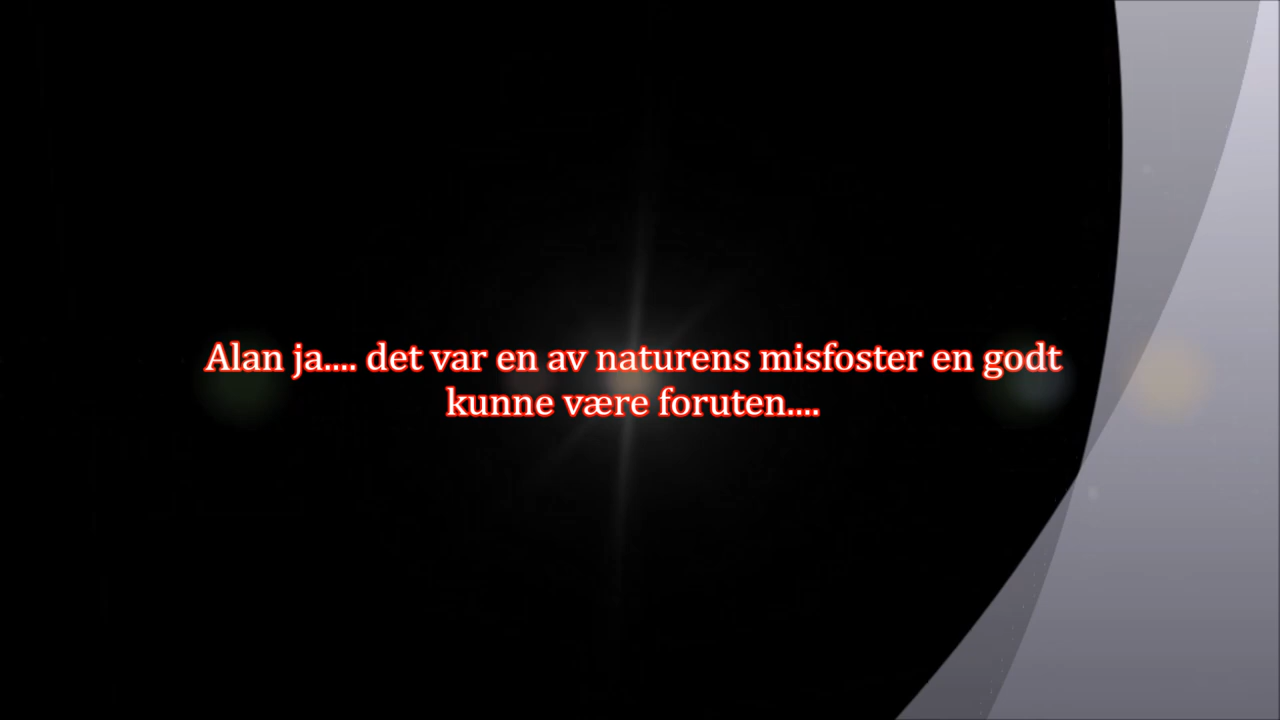 Alan ja.... det var en av naturens misfoster en godt
kunne være foruten....